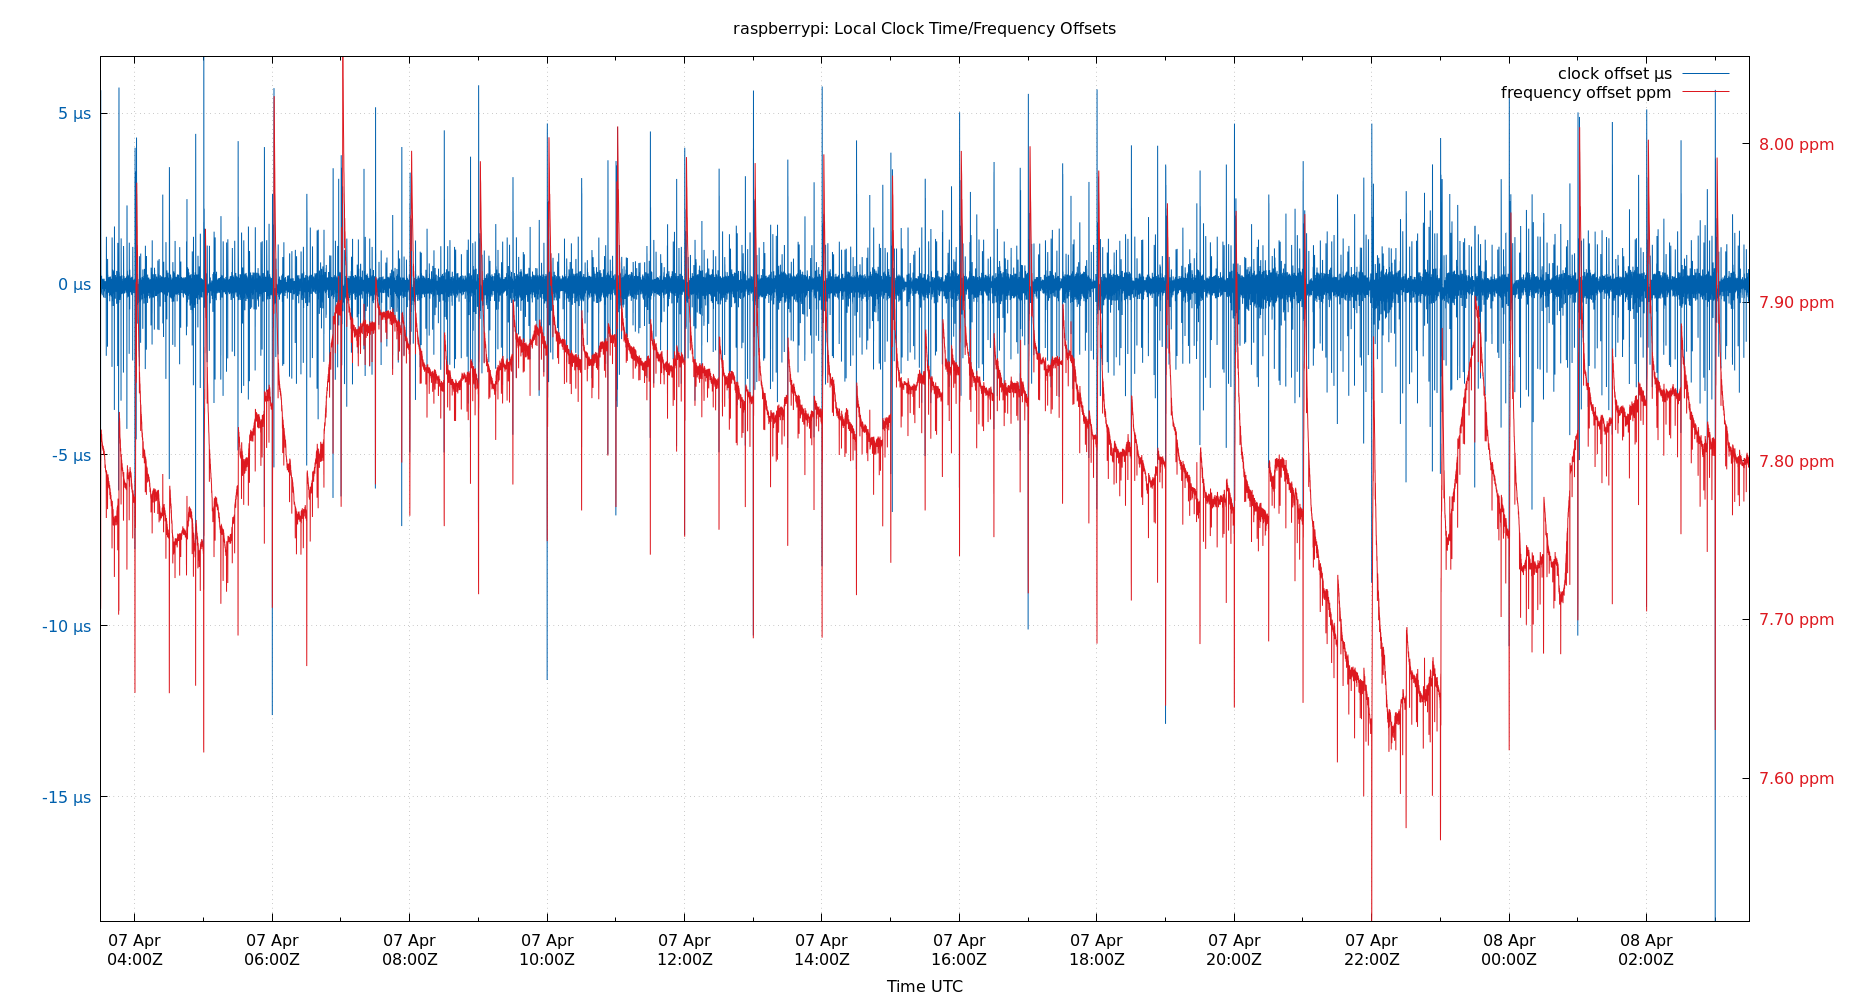 raspberrypi: Local Clock Time/Frequency Offsets
clock offset µs
frequency offset ppm
5 µs
0 µs
-5 µs
-10 µs
-15 µs
8.00 ppm
7.90 ppm
7.80 ppm
7.70 ppm
7.60 ppm
07 Apr 07 Apr 07 Apr 07 Apr 07 Apr 07 Apr 07 Apr 07 Apr 07 Apr 07 Apr 08 Apr 08 Apr
04:00Z 06:00Z 08:00Z 10:00Z 12:00Z 14:00Z 16:00Z 18:00Z 20:00Z 22:00Z 00:00Z 02:00Z
Time UTC